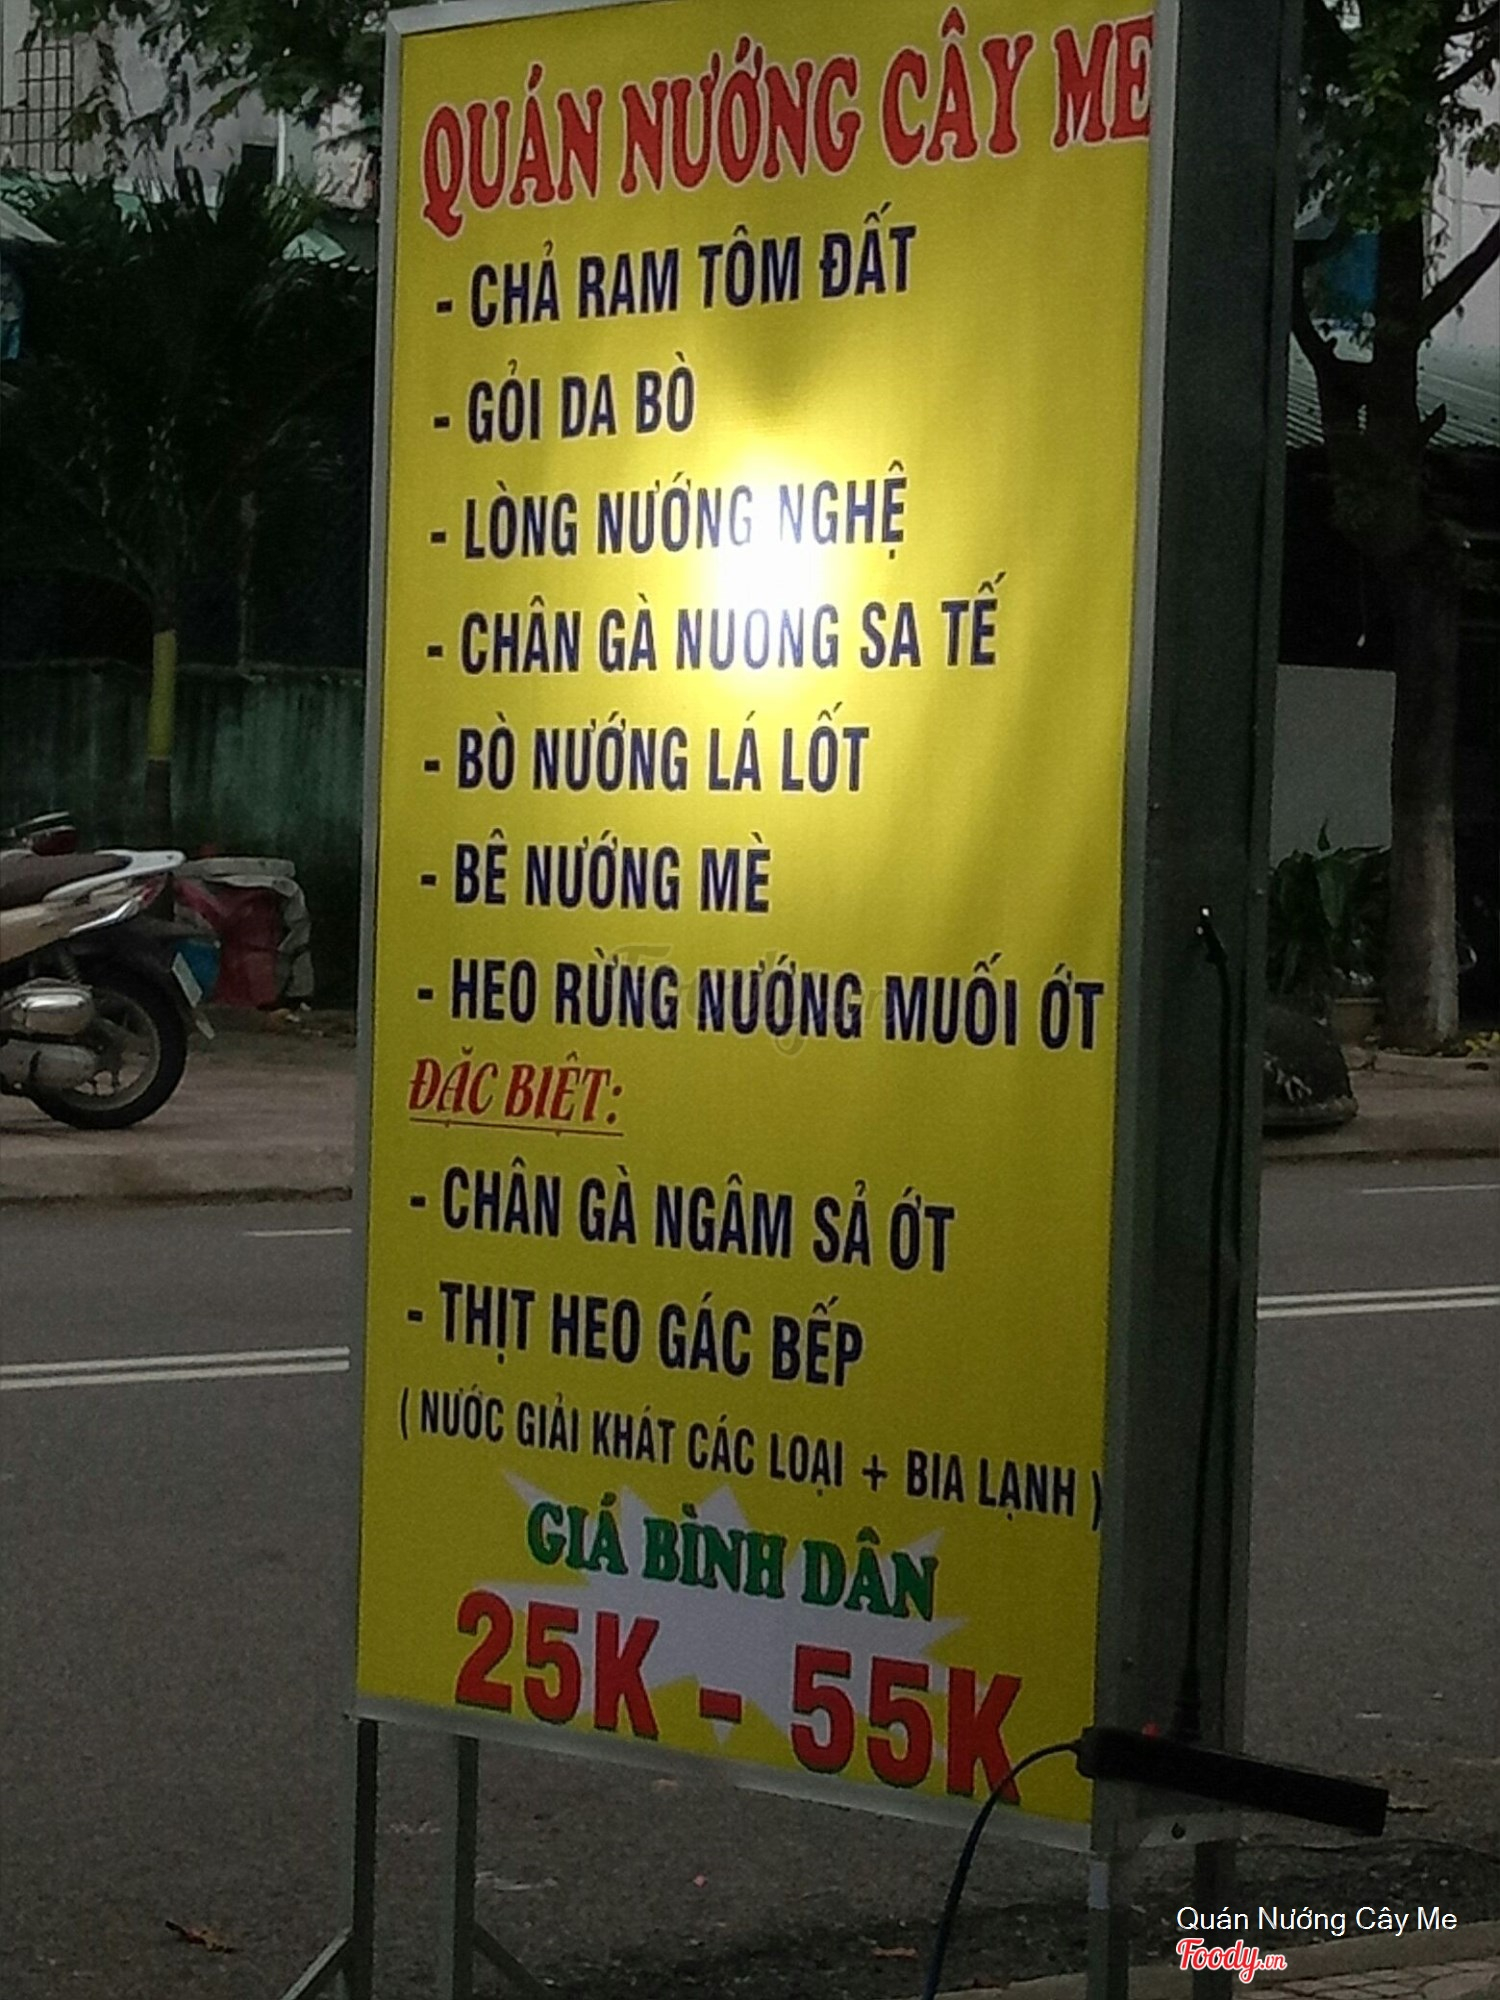 QUÁN NƯỚNG CÂY ME
- CHẢ RAM TÔM ĐẤT
- GỎI DA BÒ
- LÒNG NƯỚNG NGHỆ
- CHÂN GÀ NƯỚNG SA TẾ
- BÒ NƯỚNG LÁ LỐT
- BÊ NƯỚNG MÈ
- HEO RỪNG NƯỚNG MUỐI ỚT
ĐẶC BIỆT:
- CHÂN GÀ NGÂM SẢ ỚT
- THỊT HEO GÁC BẾP
( NƯỚC GIẢI KHÁT CÁC LOẠI + BIA LẠNH )
GIÁ BÌNH DÂN
25K - 55K
Quán Nướng Cây Me
Foody.vn